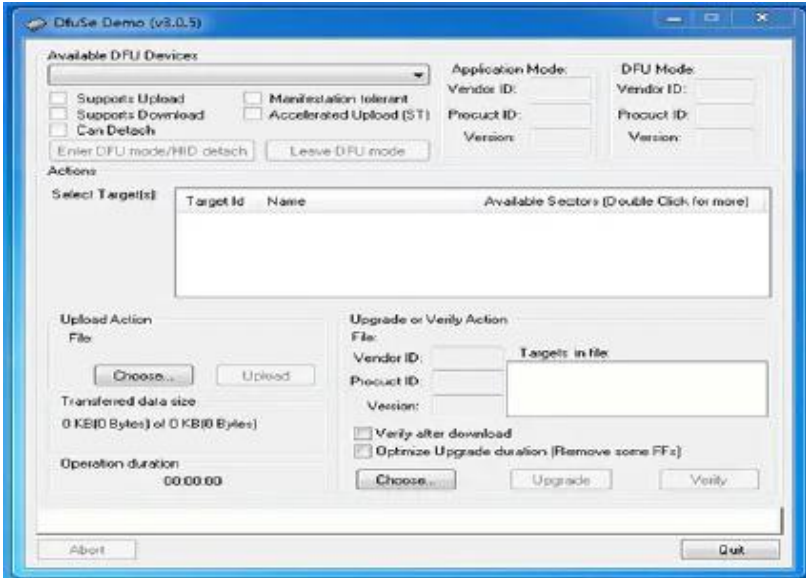 DfuSe Demo (v3.0.5)
Available DFU Devices
Supports Upload
Supports Download
Can Detach
Manifestation tolerant
Accelerated Upload (ST)
Enter DFU mode/HID detach
Leave DFU mode
Application Mode:
Vendor ID:
Procuct ID:
Version:
DFU Mode:
Vendor ID:
Procuct ID:
Version:
Actions
Select Target(s):
Target Id Name Available Sectors (Double Click for more)
Upload Action
File:
Choose... Upload
Transferred data size
0 KB(0 Bytes) of 0 KB(0 Bytes)
Operation duration
00:00:00
Upgrade or Verify Action
File:
Vendor ID:
Procuct ID:
Version:
Targets in file:
Verify after download
Optimize Upgrade duration (Remove some FFs)
Choose... Upgrade Verify
Abort Quit